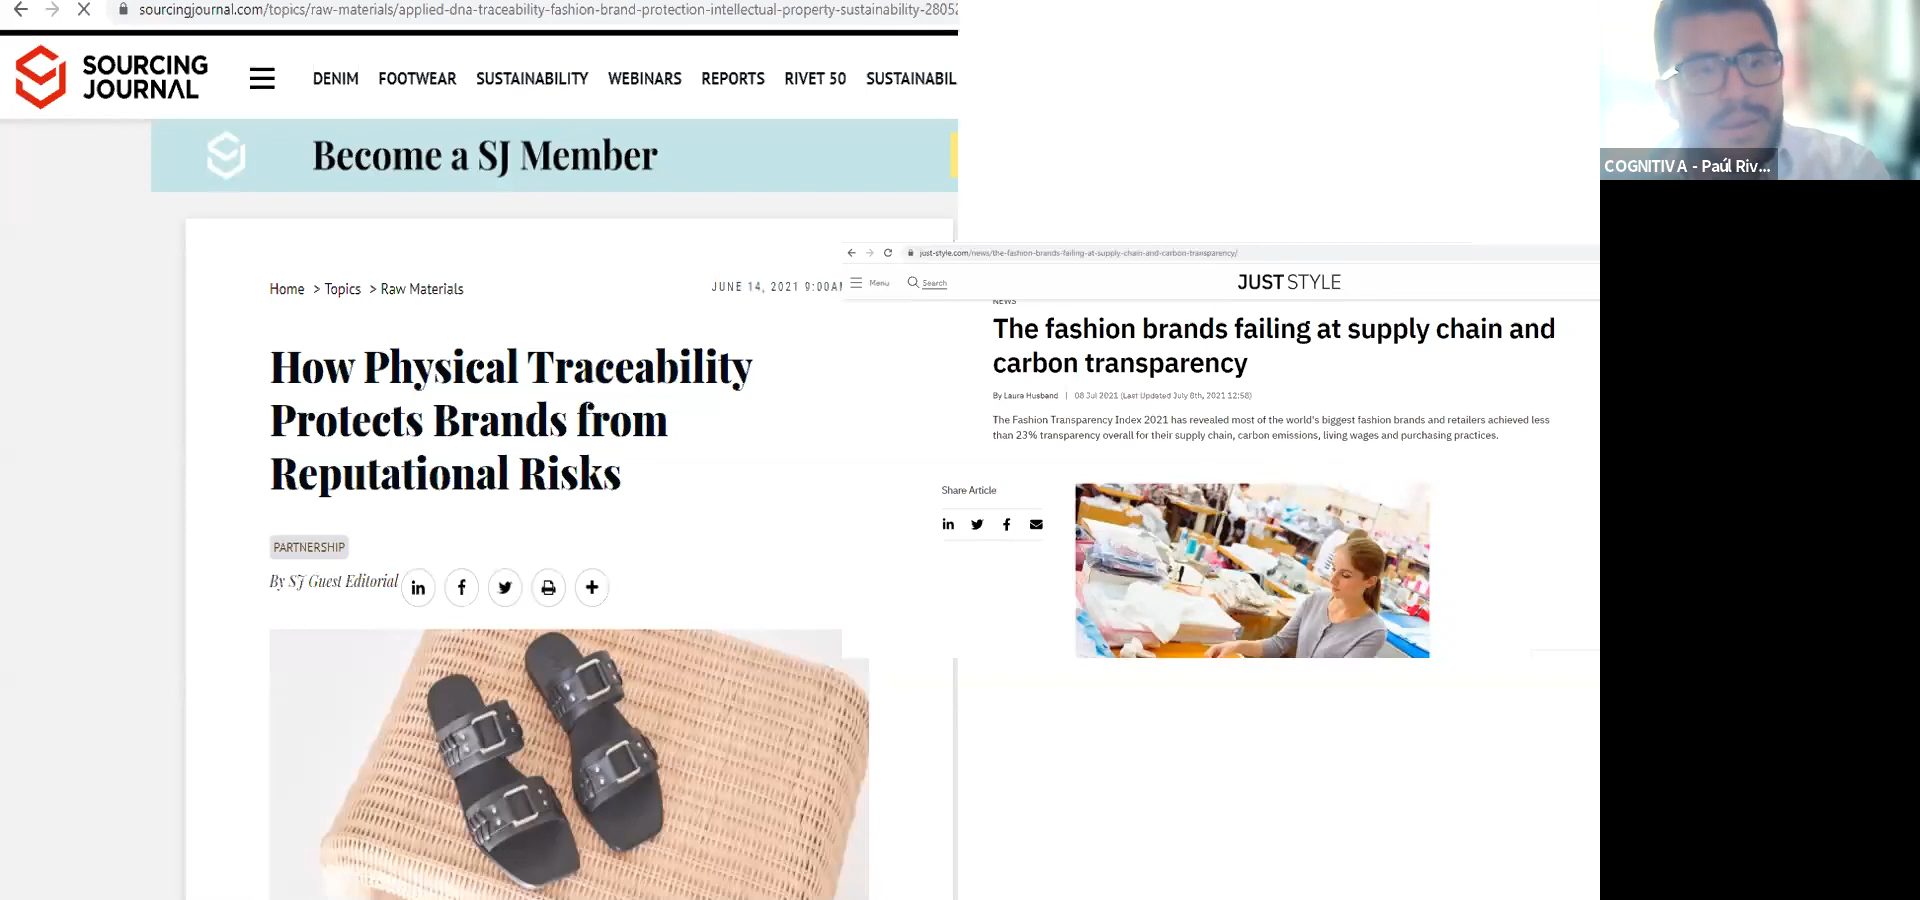 sourcingjournal.com/topics/raw-materials/applied-dna-traceability-fashion-brand-protection-intellectual-property-sustainability-28052
SOURCING
JOURNAL
DENIM FOOTWEAR SUSTAINABILITY WEBINARS REPORTS RIVET 50 SUSTAINABIL
Become a SJ Member
Home > Topics > Raw Materials
JUNE 14, 2021 9:00AM
How Physical Traceability
Protects Brands from
Reputational Risks
PARTNERSHIP
By SJ Guest Editorial
just-style.com/news/the-fashion-brands-failing-at-supply-chain-and-carbon-transparency/
Menu
Search
JUST STYLE
NEWS
The fashion brands failing at supply chain and
carbon transparency
By Laura Husband | 08 Jul 2021 (Last Updated July 8th, 2021 12:58)
The Fashion Transparency Index 2021 has revealed most of the world's biggest fashion brands and retailers achieved less
than 23% transparency overall for their supply chain, carbon emissions, living wages and purchasing practices.
Share Article
COGNITIVA - Paúl Riv...